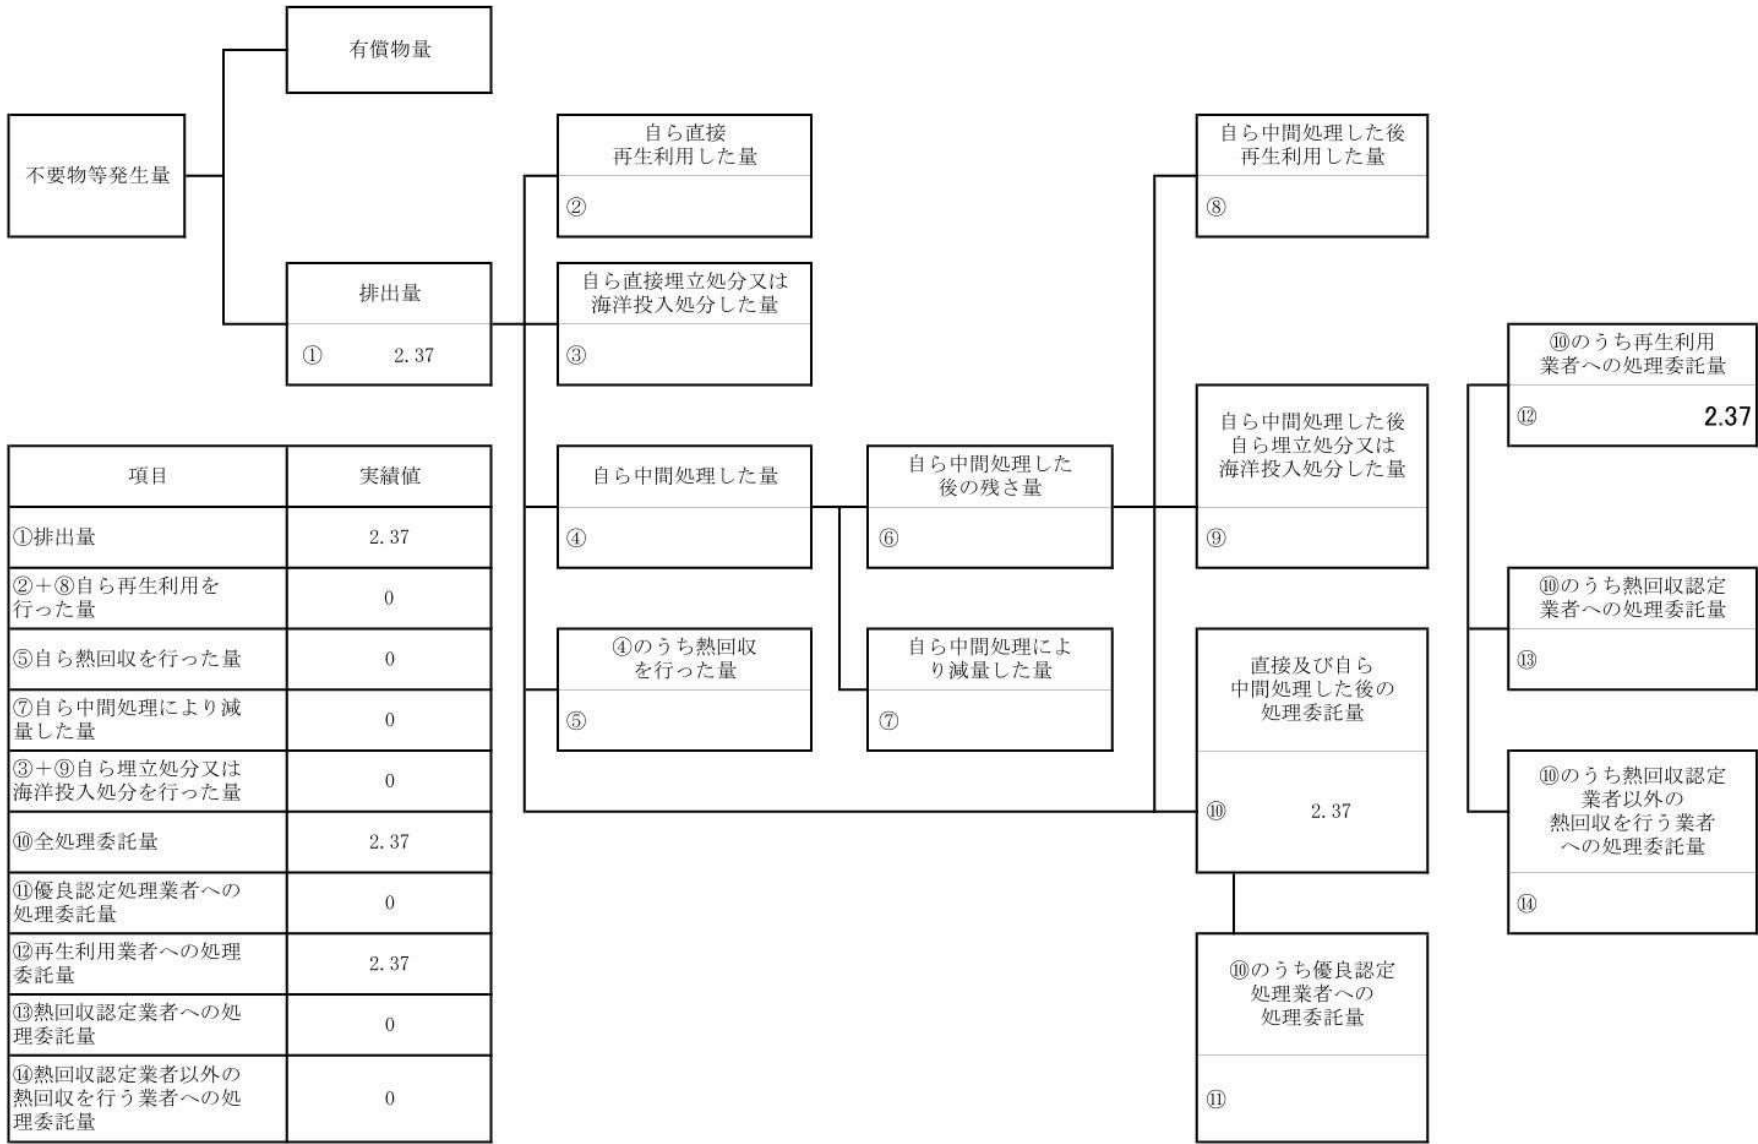 有償物量
不要物等発生量
排出量
① 2.37
自ら直接
再生利用した量
②
自ら直接埋立処分又は
海洋投入処分した量
③
自ら中間処理した量
④
④のうち熱回収
を行った量
⑤
自ら中間処理した
後の残さ量
⑥
自ら中間処理によ
り減量した量
⑦
自ら中間処理した後
再生利用した量
⑧
自ら中間処理した後
自ら埋立処分又は
海洋投入処分した量
⑨
直接及び自ら
中間処理した後の
処理委託量
⑩ 2.37
⑩のうち優良認定
処理業者への
処理委託量
⑪
⑩のうち再生利用
業者への処理委託量
⑫ 2.37
⑩のうち熱回収認定
業者への処理委託量
⑬
⑩のうち熱回収認定
業者以外の
熱回収を行う業者
への処理委託量
⑭
項目 実績値
①排出量 2.37
②+⑧自ら再生利用を
行った量 0
⑤自ら熱回収を行った量 0
⑦自ら中間処理により減
量した量 0
③+⑨自ら埋立処分又は
海洋投入処分を行った量 0
⑩全処理委託量 2.37
⑪優良認定処理業者への
処理委託量 0
⑫再生利用業者への処理
委託量 2.37
⑬熱回収認定業者への処
理委託量 0
⑭熱回収認定業者以外の
熱回収を行う業者への処
理委託量 0